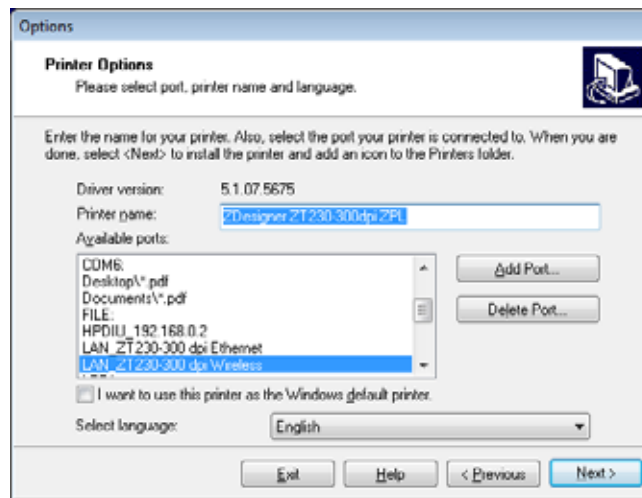 Options
Printer Options
Please select port, printer name and language.
Enter the name for your printer. Also, select the port your printer is connected to. When you are
done, select <Next> to install the printer and add an icon to the Printers folder.
Driver version: 5.1.07.5675
Printer name: ZDesigner ZT230-300dpi ZPL
Available ports:
COM6:
Desktop\*.pdf
Documents\*.pdf
FILE:
HPDIU_192.168.0.2
LAN_ZT230-300 dpi Ethernet
LAN_ZT230-300 dpi Wireless
Add Port...
Delete Port...
I want to use this printer as the Windows default printer.
Select language: English
Exit Help < Previous Next >